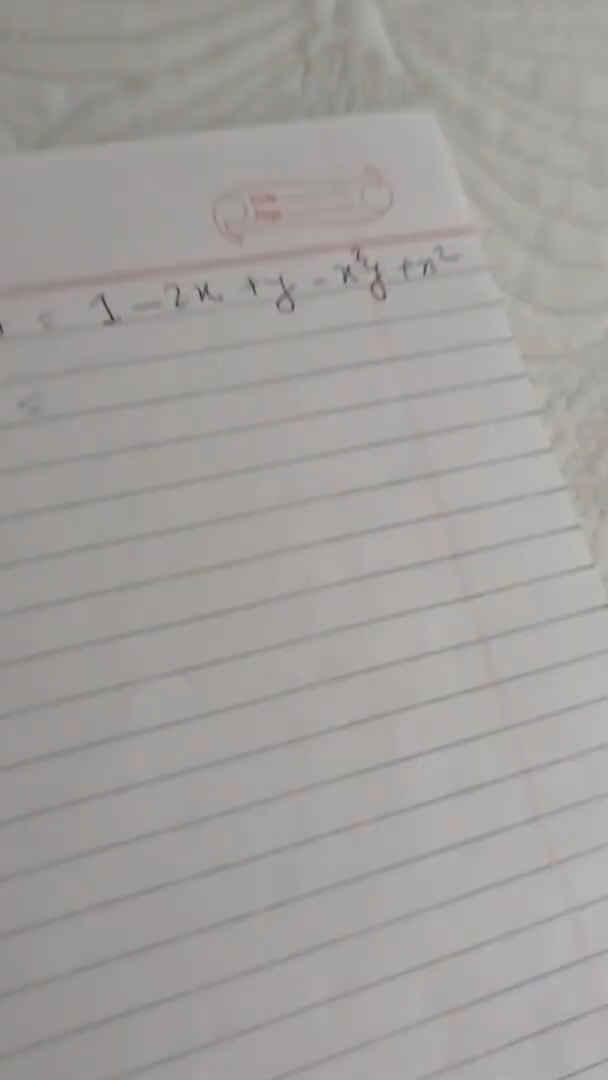 = 1 - 2x + y - x²y + x²
=